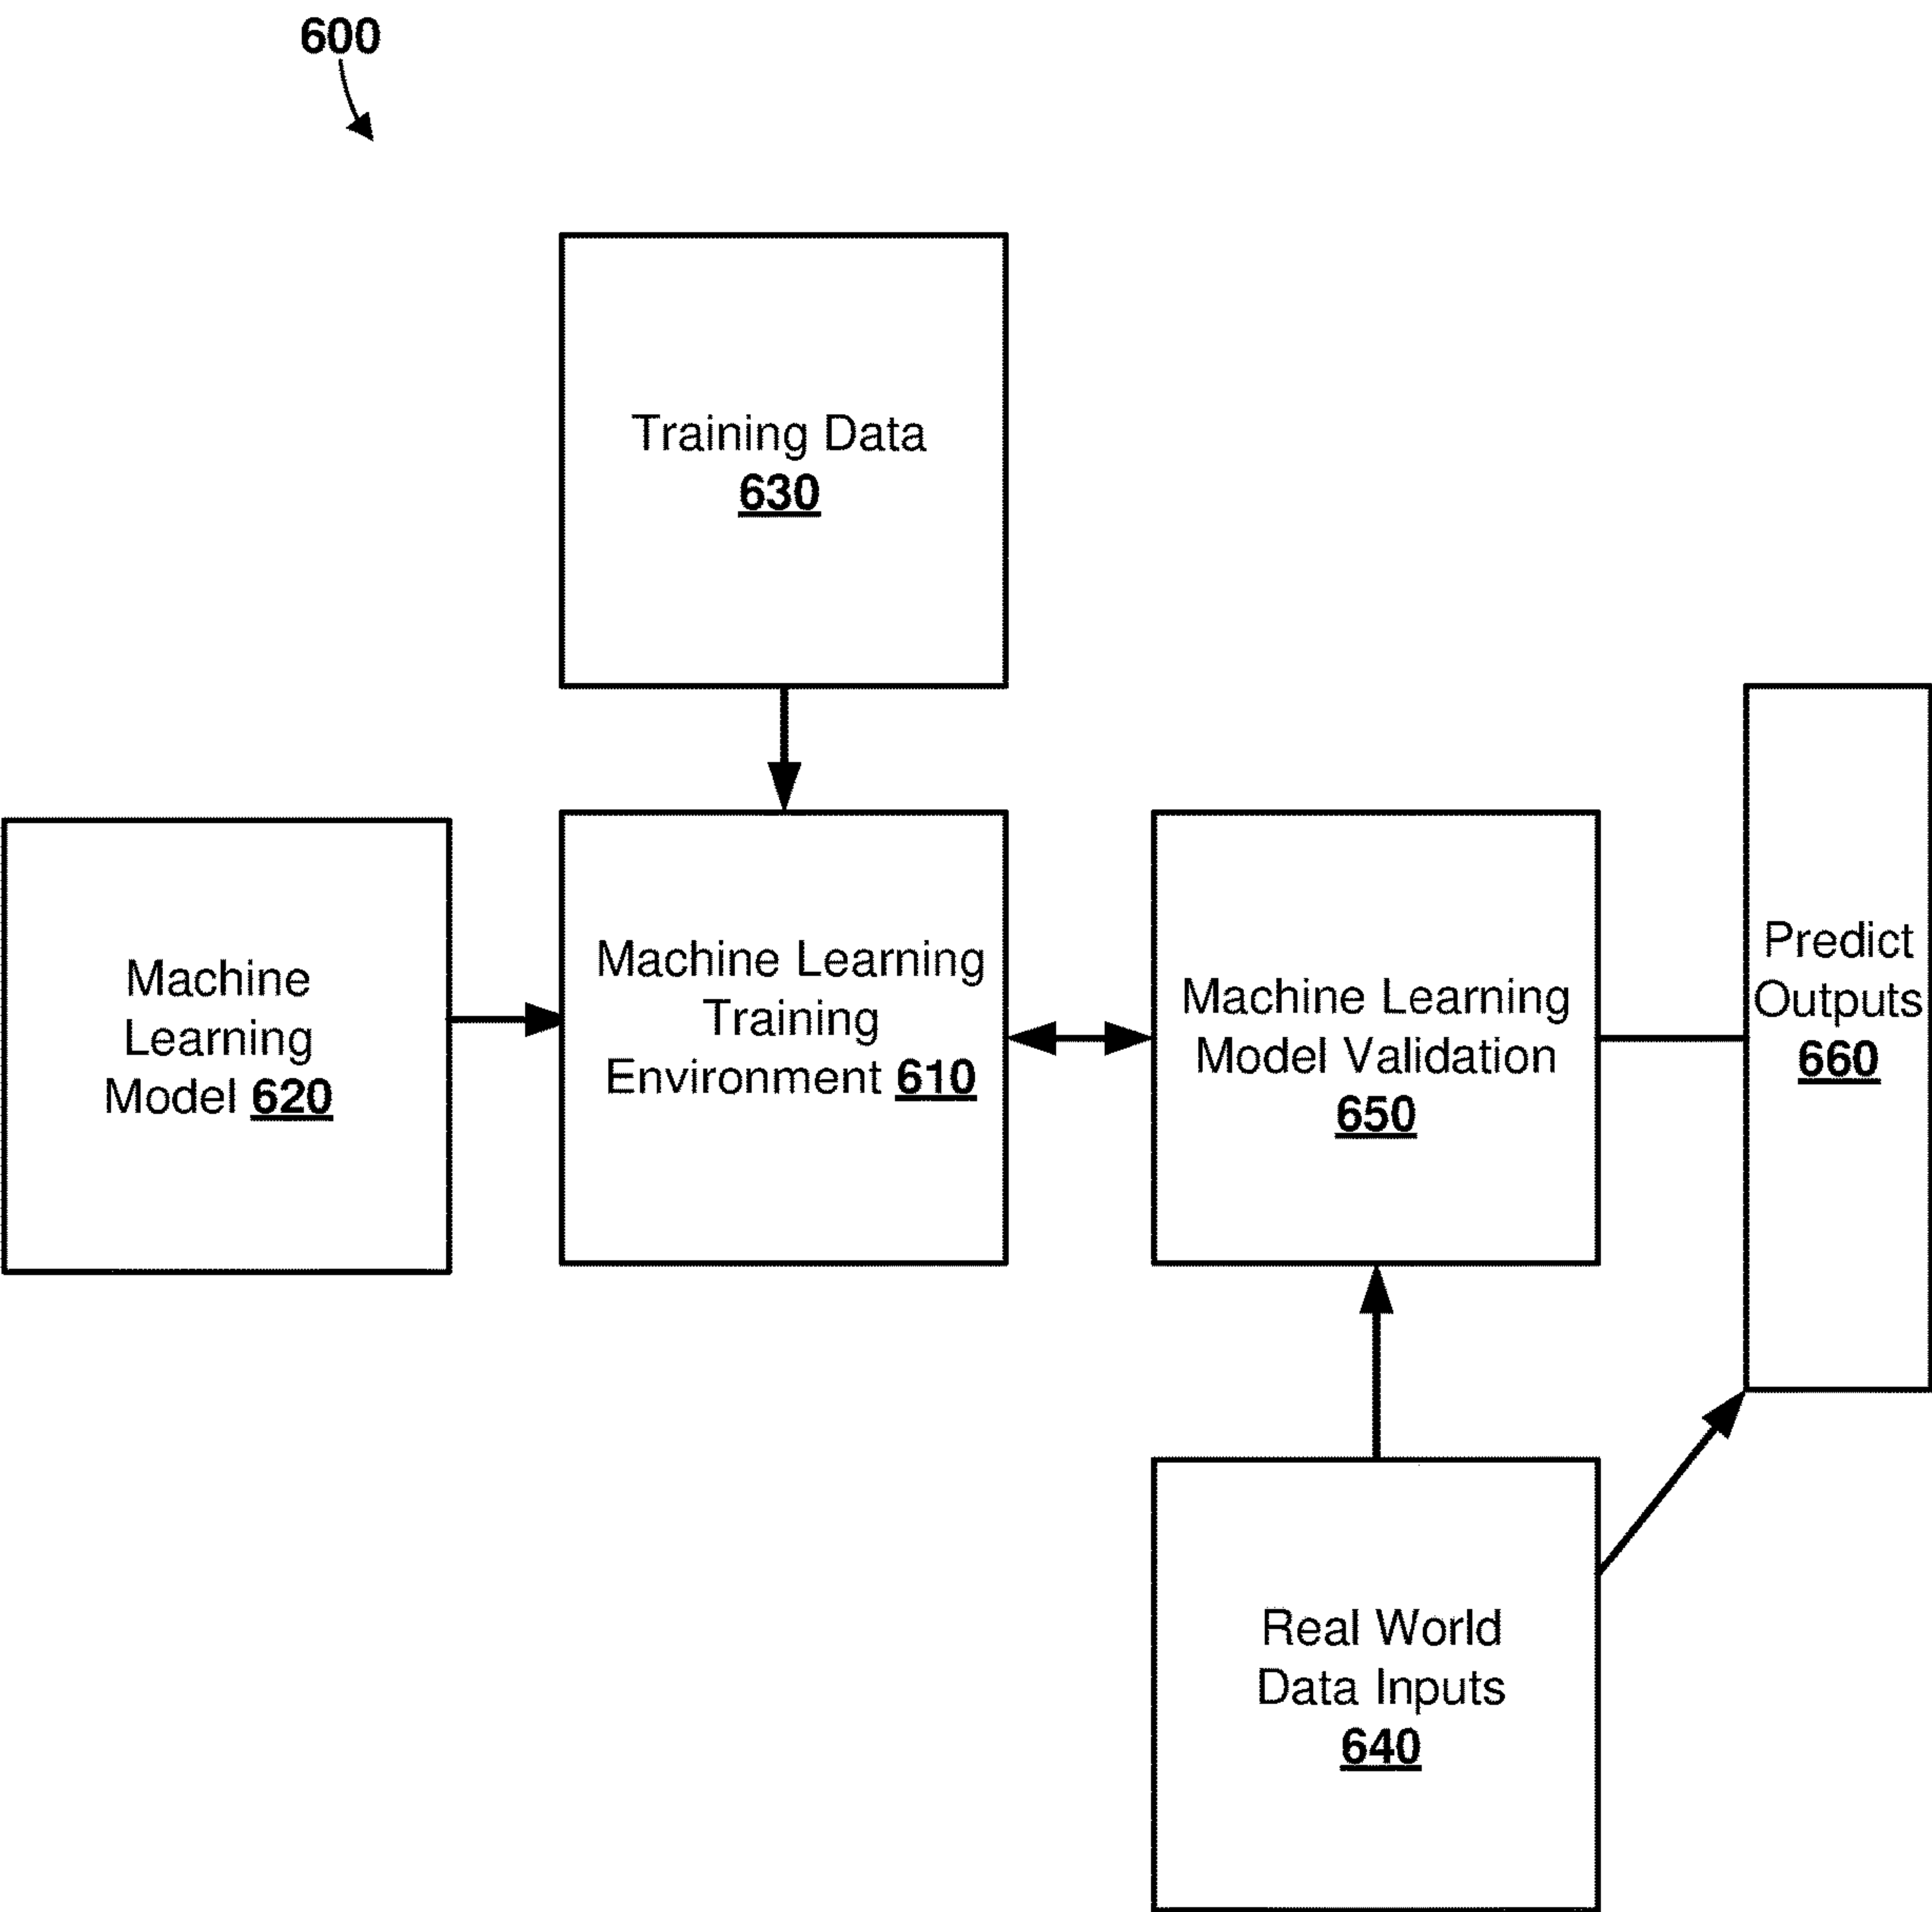 600
Training Data
630
Machine
Learning
Model 620
Machine Learning
Training
Environment 610
Machine Learning
Model Validation
650
Predict
Outputs
660
Real World
Data Inputs
640